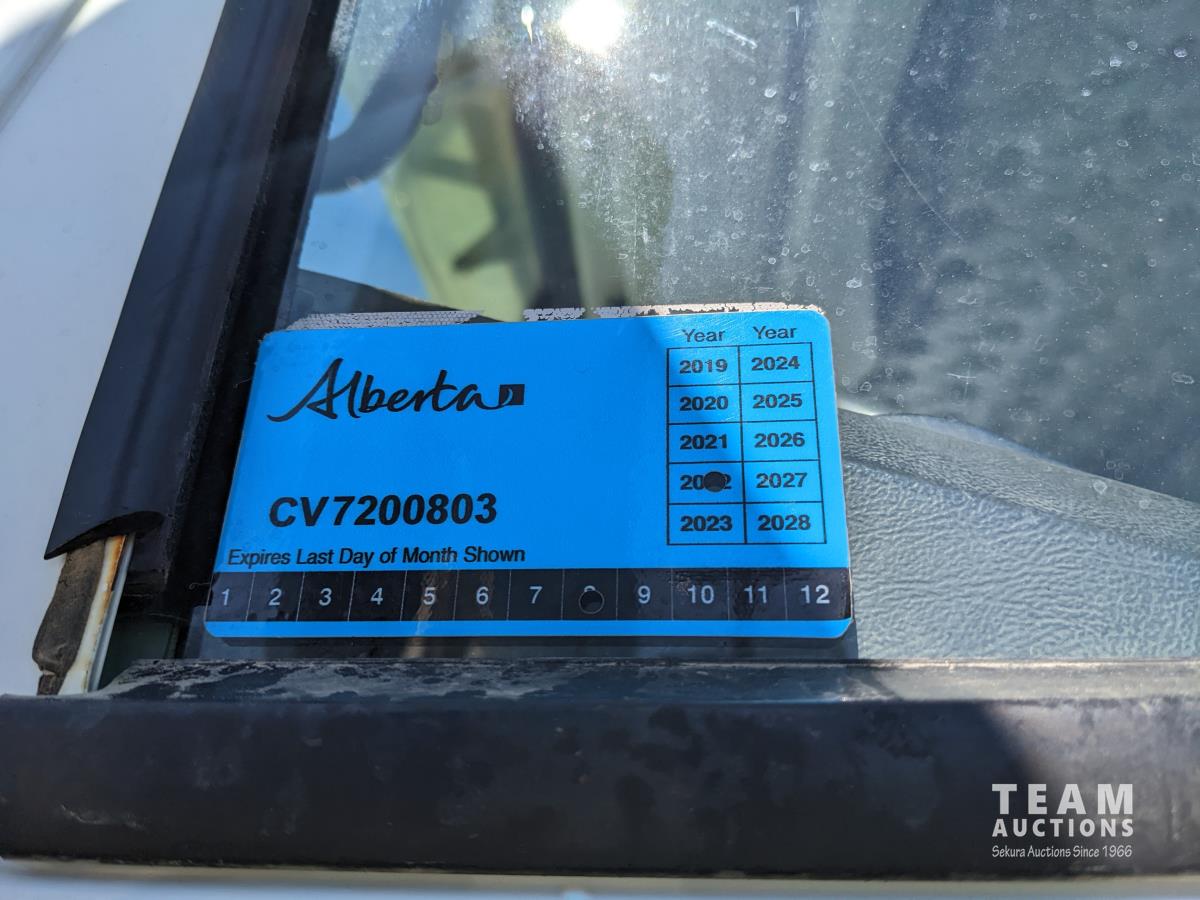 Alberta
Year Year
2019 2024
2020 2025
2021 2026
2027
2023 2028
CV7200803
Expires Last Day of Month Shown
1 2 3 4 5 6 7 9 10 11 12
TEAM
AUCTIONS
Sekura Auctions Since 1966